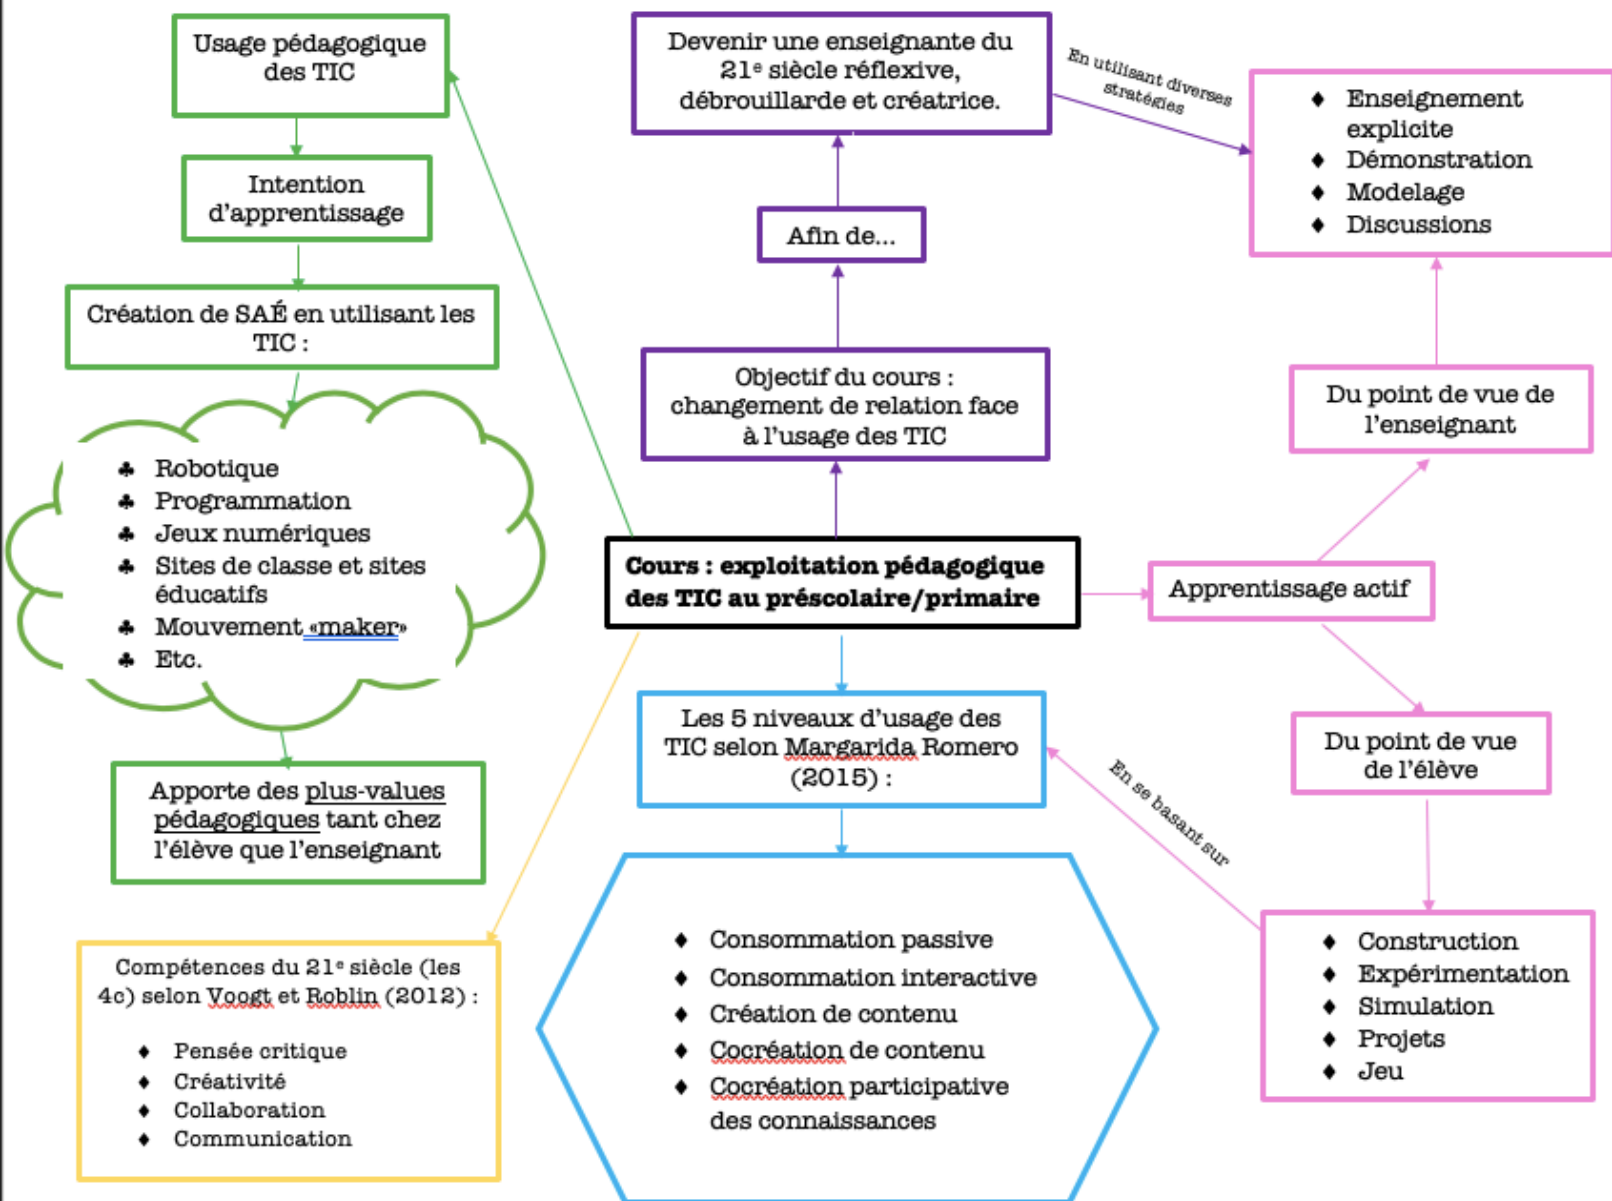 Usage pédagogique
des TIC
Intention
d'apprentissage
Création de SAÉ en utilisant les
TIC :
♣ Robotique
♣ Programmation
♣ Jeux numériques
♣ Sites de classe et sites
éducatifs
♣ Mouvement «maker»
♣ Etc.
Apporte des plus-values
pédagogiques tant chez
l'élève que l'enseignant
Compétences du 21e siècle (les
4c) selon Voogt et Roblin (2012) :
♦ Pensée critique
♦ Créativité
♦ Collaboration
♦ Communication
Devenir une enseignante du
21e siècle réflexive,
débrouillarde et créatrice.
Afin de...
Objectif du cours :
changement de relation face
à l'usage des TIC
Cours : exploitation pédagogique
des TIC au préscolaire/primaire
Les 5 niveaux d'usage des
TIC selon Margarida Romero
(2015) :
♦ Consommation passive
♦ Consommation interactive
♦ Création de contenu
♦ Cocréation de contenu
♦ Cocréation participative
des connaissances
En utilisant diverses
stratégies
♦ Enseignement
explicite
♦ Démonstration
♦ Modelage
♦ Discussions
Du point de vue de
l'enseignant
Apprentissage actif
Du point de vue
de l'élève
En se basant sur
♦ Construction
♦ Expérimentation
♦ Simulation
♦ Projets
♦ Jeu